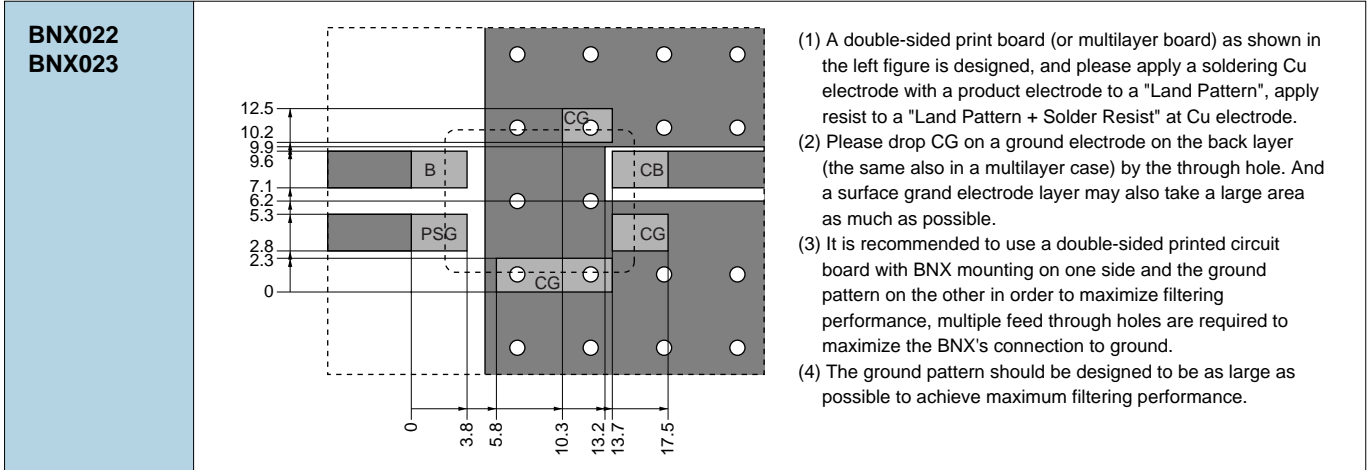 BNX022
BNX023
12.5
10.2
9.9
9.6
7.1
6.2
5.3
2.8
2.3
0
CG
B
CB
PSG
CG
CG
0
3.8
5.8
10.3
13.2
13.7
17.5
(1) A double-sided print board (or multilayer board) as shown in
the left figure is designed, and please apply a soldering Cu
electrode with a product electrode to a "Land Pattern", apply
resist to a "Land Pattern + Solder Resist" at Cu electrode.
(2) Please drop CG on a ground electrode on the back layer
(the same also in a multilayer case) by the through hole. And
a surface grand electrode layer may also take a large area
as much as possible.
(3) It is recommended to use a double-sided printed circuit
board with BNX mounting on one side and the ground
pattern on the other in order to maximize filtering
performance, multiple feed through holes are required to
maximize the BNX's connection to ground.
(4) The ground pattern should be designed to be as large as
possible to achieve maximum filtering performance.